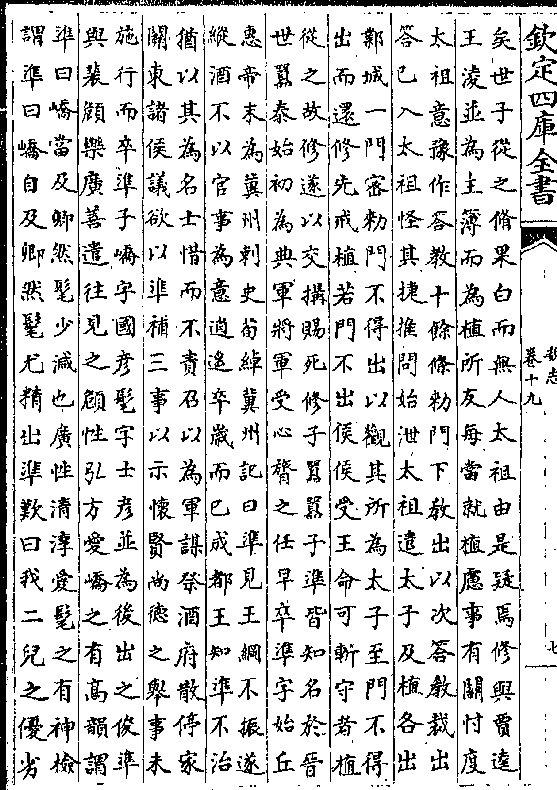 欽定四庫全書
魏志
卷十九
七
矣世子從之脩果白而無人太祖由是疑焉修與賈逵
王淩並為主簿而為植所友每當就植慮事有闕忖度
太祖意豫作答教十條條勑門下教出以次答教裁出
答已入太祖怪其捷推問始泄太祖遣太子及植各出
鄴城一門密勑門不得出以觀其所為太子至門不得
出而還修先戒植若門不出侯侯受王命可斬守者植
從之故修遂以交搆賜死修子囂囂子準皆知名於晉
世囂泰始初為典軍將軍受心膂之任早卒準字始丘
惠帝末為冀州刺史荀綽冀州記曰準見王綱不振遂
縱酒不以官事為意逍遙卒歲而已成都王知準不治
猶以其為名士惜而不責召以為軍謀祭酒府散停家
關東諸侯議欲以準補三事以示懷賢尚德之舉事未
施行而卒準子嶠字國彥髦字士彥並為後出之俊準
與裴頠樂廣善遣往見之頠性弘方愛嶠之有高韻謂
準曰嶠當及卿然髦少減也廣性清淳愛髦之有神檢
謂準曰嶠自及卿然髦尤精出準歎曰我二兒之優劣